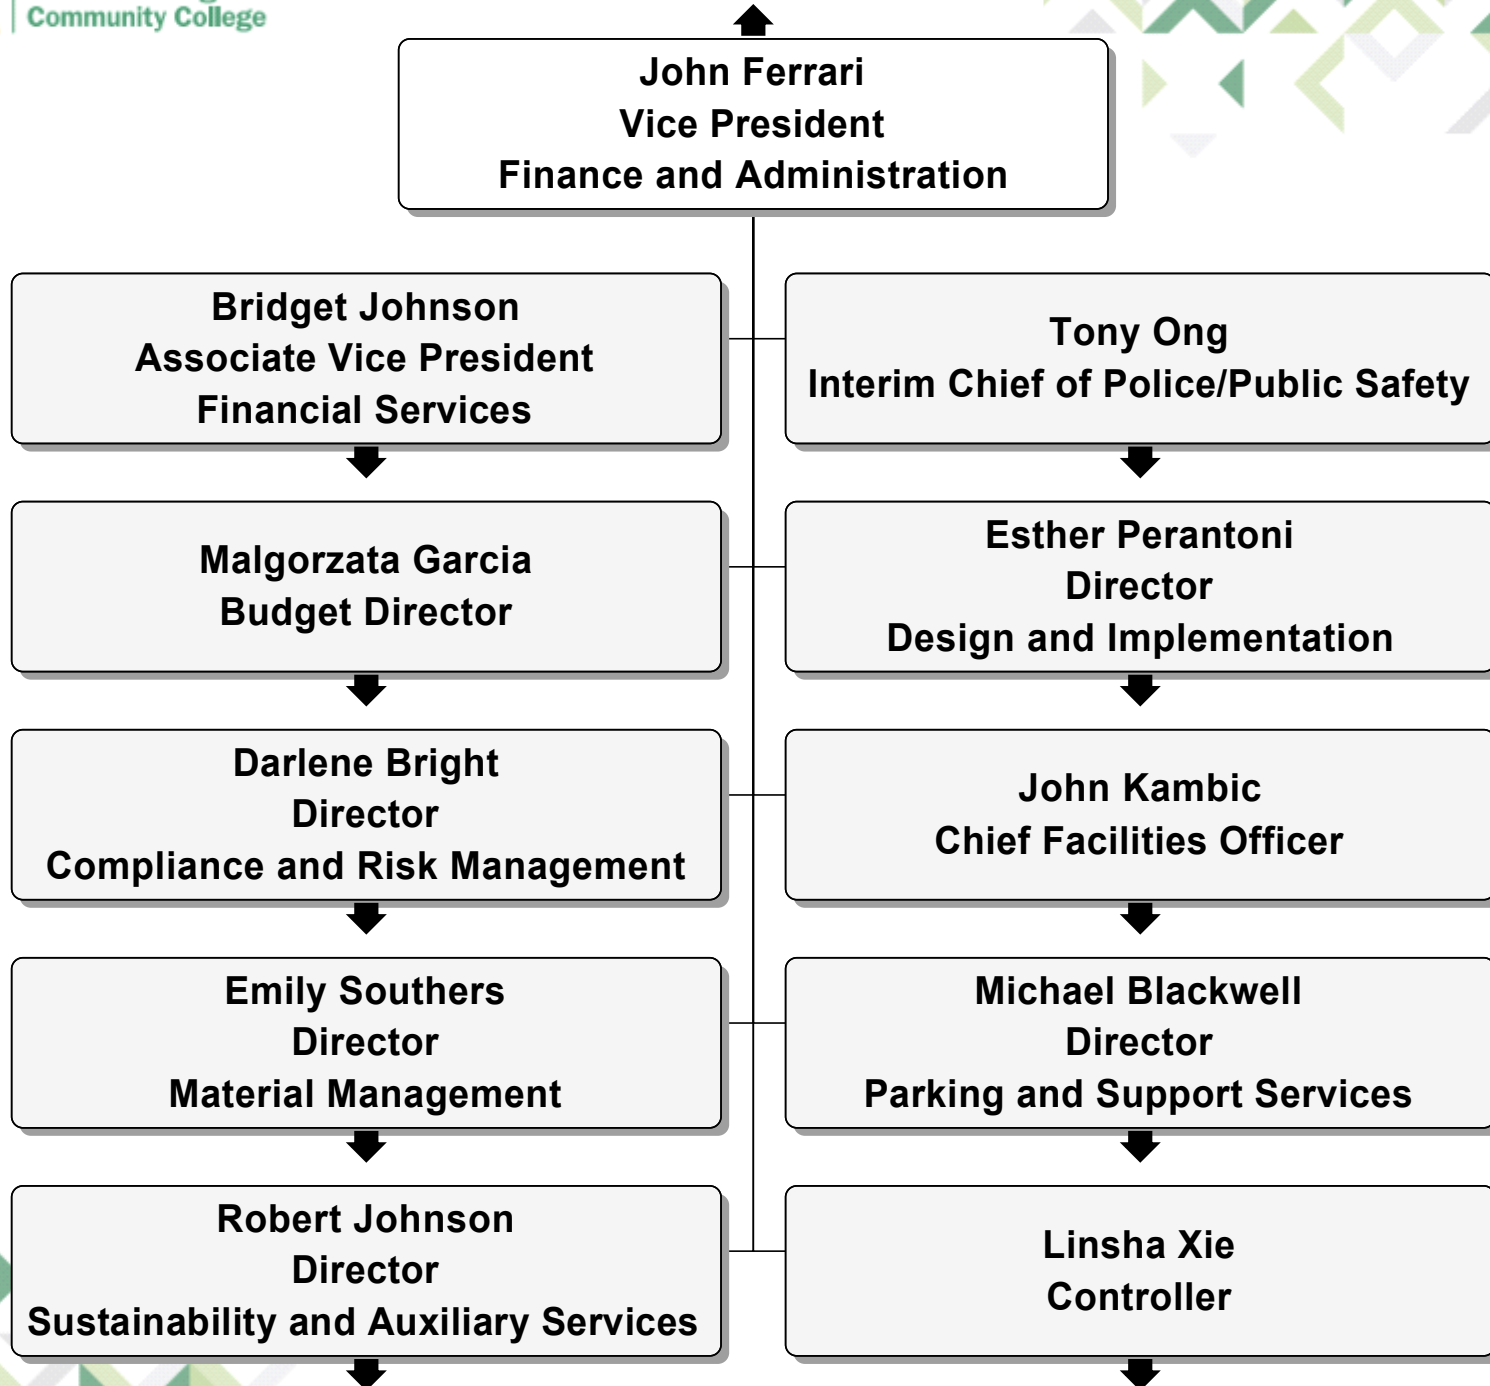 Community College
John Ferrari
Vice President
Finance and Administration
Bridget Johnson
Associate Vice President
Financial Services
Tony Ong
Interim Chief of Police/Public Safety
Malgorzata Garcia
Budget Director
Esther Perantoni
Director
Design and Implementation
Darlene Bright
Director
Compliance and Risk Management
John Kambic
Chief Facilities Officer
Emily Southers
Director
Material Management
Michael Blackwell
Director
Parking and Support Services
Robert Johnson
Director
Sustainability and Auxiliary Services
Linsha Xie
Controller